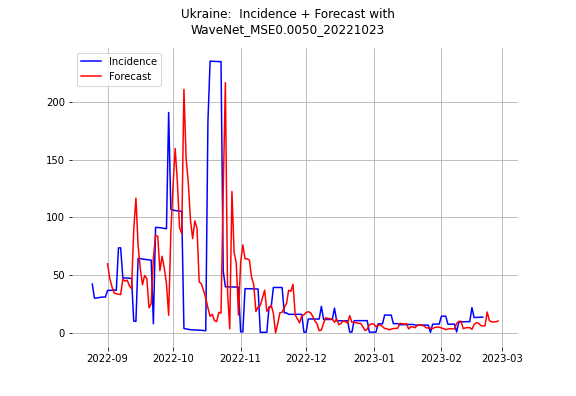 Ukraine:  Incidence + Forecast with
WaveNet_MSE0.0050_20221023
Incidence
Forecast
200
150
100
50
0
2022-09 2022-10 2022-11 2022-12 2023-01 2023-02 2023-03